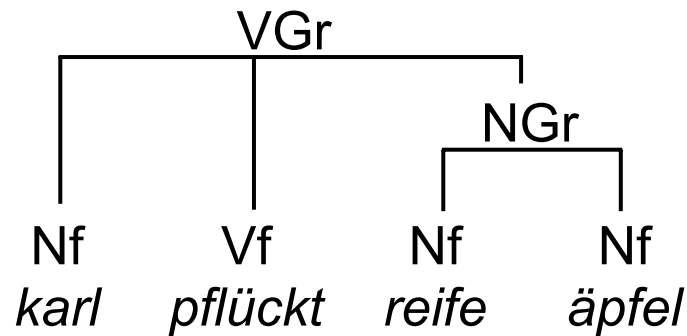 VGr
NGr
Nf Vf Nf Nf
karl pflückt reife äpfel